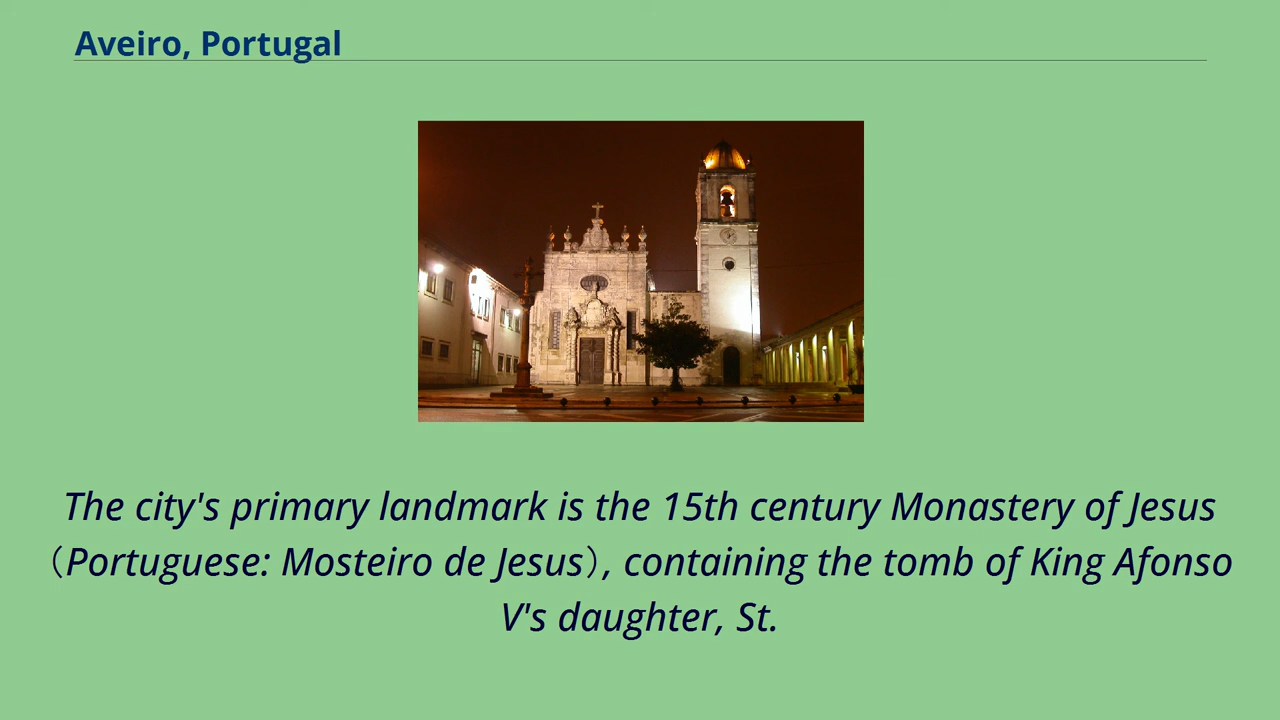 Aveiro, Portugal
The city's primary landmark is the 15th century Monastery of Jesus
（Portuguese: Mosteiro de Jesus）, containing the tomb of King Afonso
V's daughter, St.